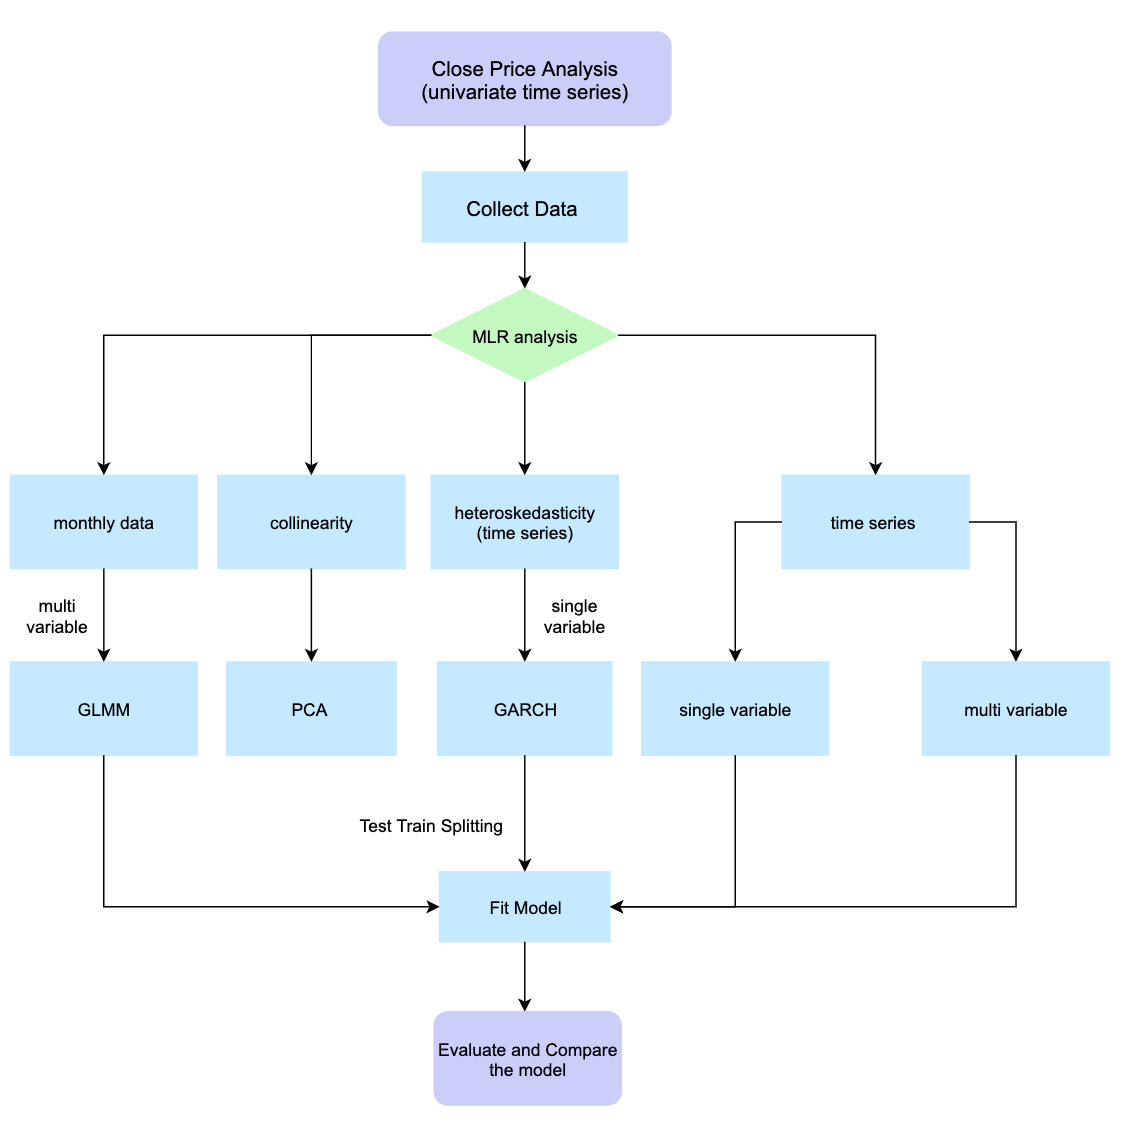 Close Price Analysis
(univariate time series)
Collect Data
MLR analysis
monthly data
collinearity
heteroskedasticity
(time series)
time series
multi
variable
single
variable
GLMM
PCA
GARCH
single variable
multi variable
Test Train Splitting
Fit Model
Evaluate and Compare
the model